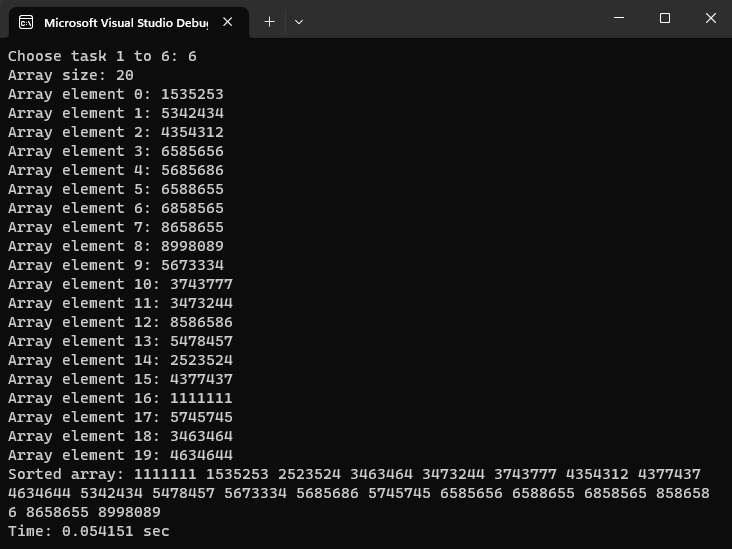 Microsoft Visual Studio Debug
Choose task 1 to 6: 6
Array size: 20
Array element 0: 1535253
Array element 1: 5342434
Array element 2: 4354312
Array element 3: 6585656
Array element 4: 5685686
Array element 5: 6588655
Array element 6: 6858565
Array element 7: 8658655
Array element 8: 8998089
Array element 9: 5673334
Array element 10: 3743777
Array element 11: 3473244
Array element 12: 8586586
Array element 13: 5478457
Array element 14: 2523524
Array element 15: 4377437
Array element 16: 1111111
Array element 17: 5745745
Array element 18: 3463464
Array element 19: 4634644
Sorted array: 1111111 1535253 2523524 3463464 3473244 3743777 4354312 4377437
4634644 5342434 5478457 5673334 5685686 5745745 6585656 6588655 6858565 858658
6 8658655 8998089
Time: 0.054151 sec